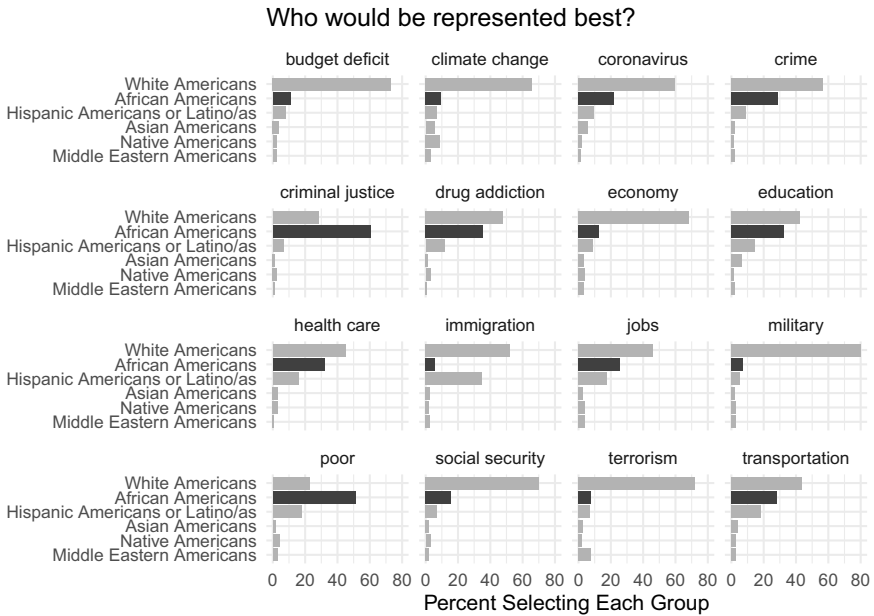 Who would be represented best?
budget deficit climate change coronavirus crime
White Americans
African Americans
Hispanic Americans or Latino/as
Asian Americans
Native Americans
Middle Eastern Americans
criminal justice drug addiction economy education
White Americans
African Americans
Hispanic Americans or Latino/as
Asian Americans
Native Americans
Middle Eastern Americans
health care immigration jobs military
White Americans
African Americans
Hispanic Americans or Latino/as
Asian Americans
Native Americans
Middle Eastern Americans
poor social security terrorism transportation
White Americans
African Americans
Hispanic Americans or Latino/as
Asian Americans
Native Americans
Middle Eastern Americans
0 20 40 60 80 0 20 40 60 80 0 20 40 60 80 0 20 40 60 80
Percent Selecting Each Group